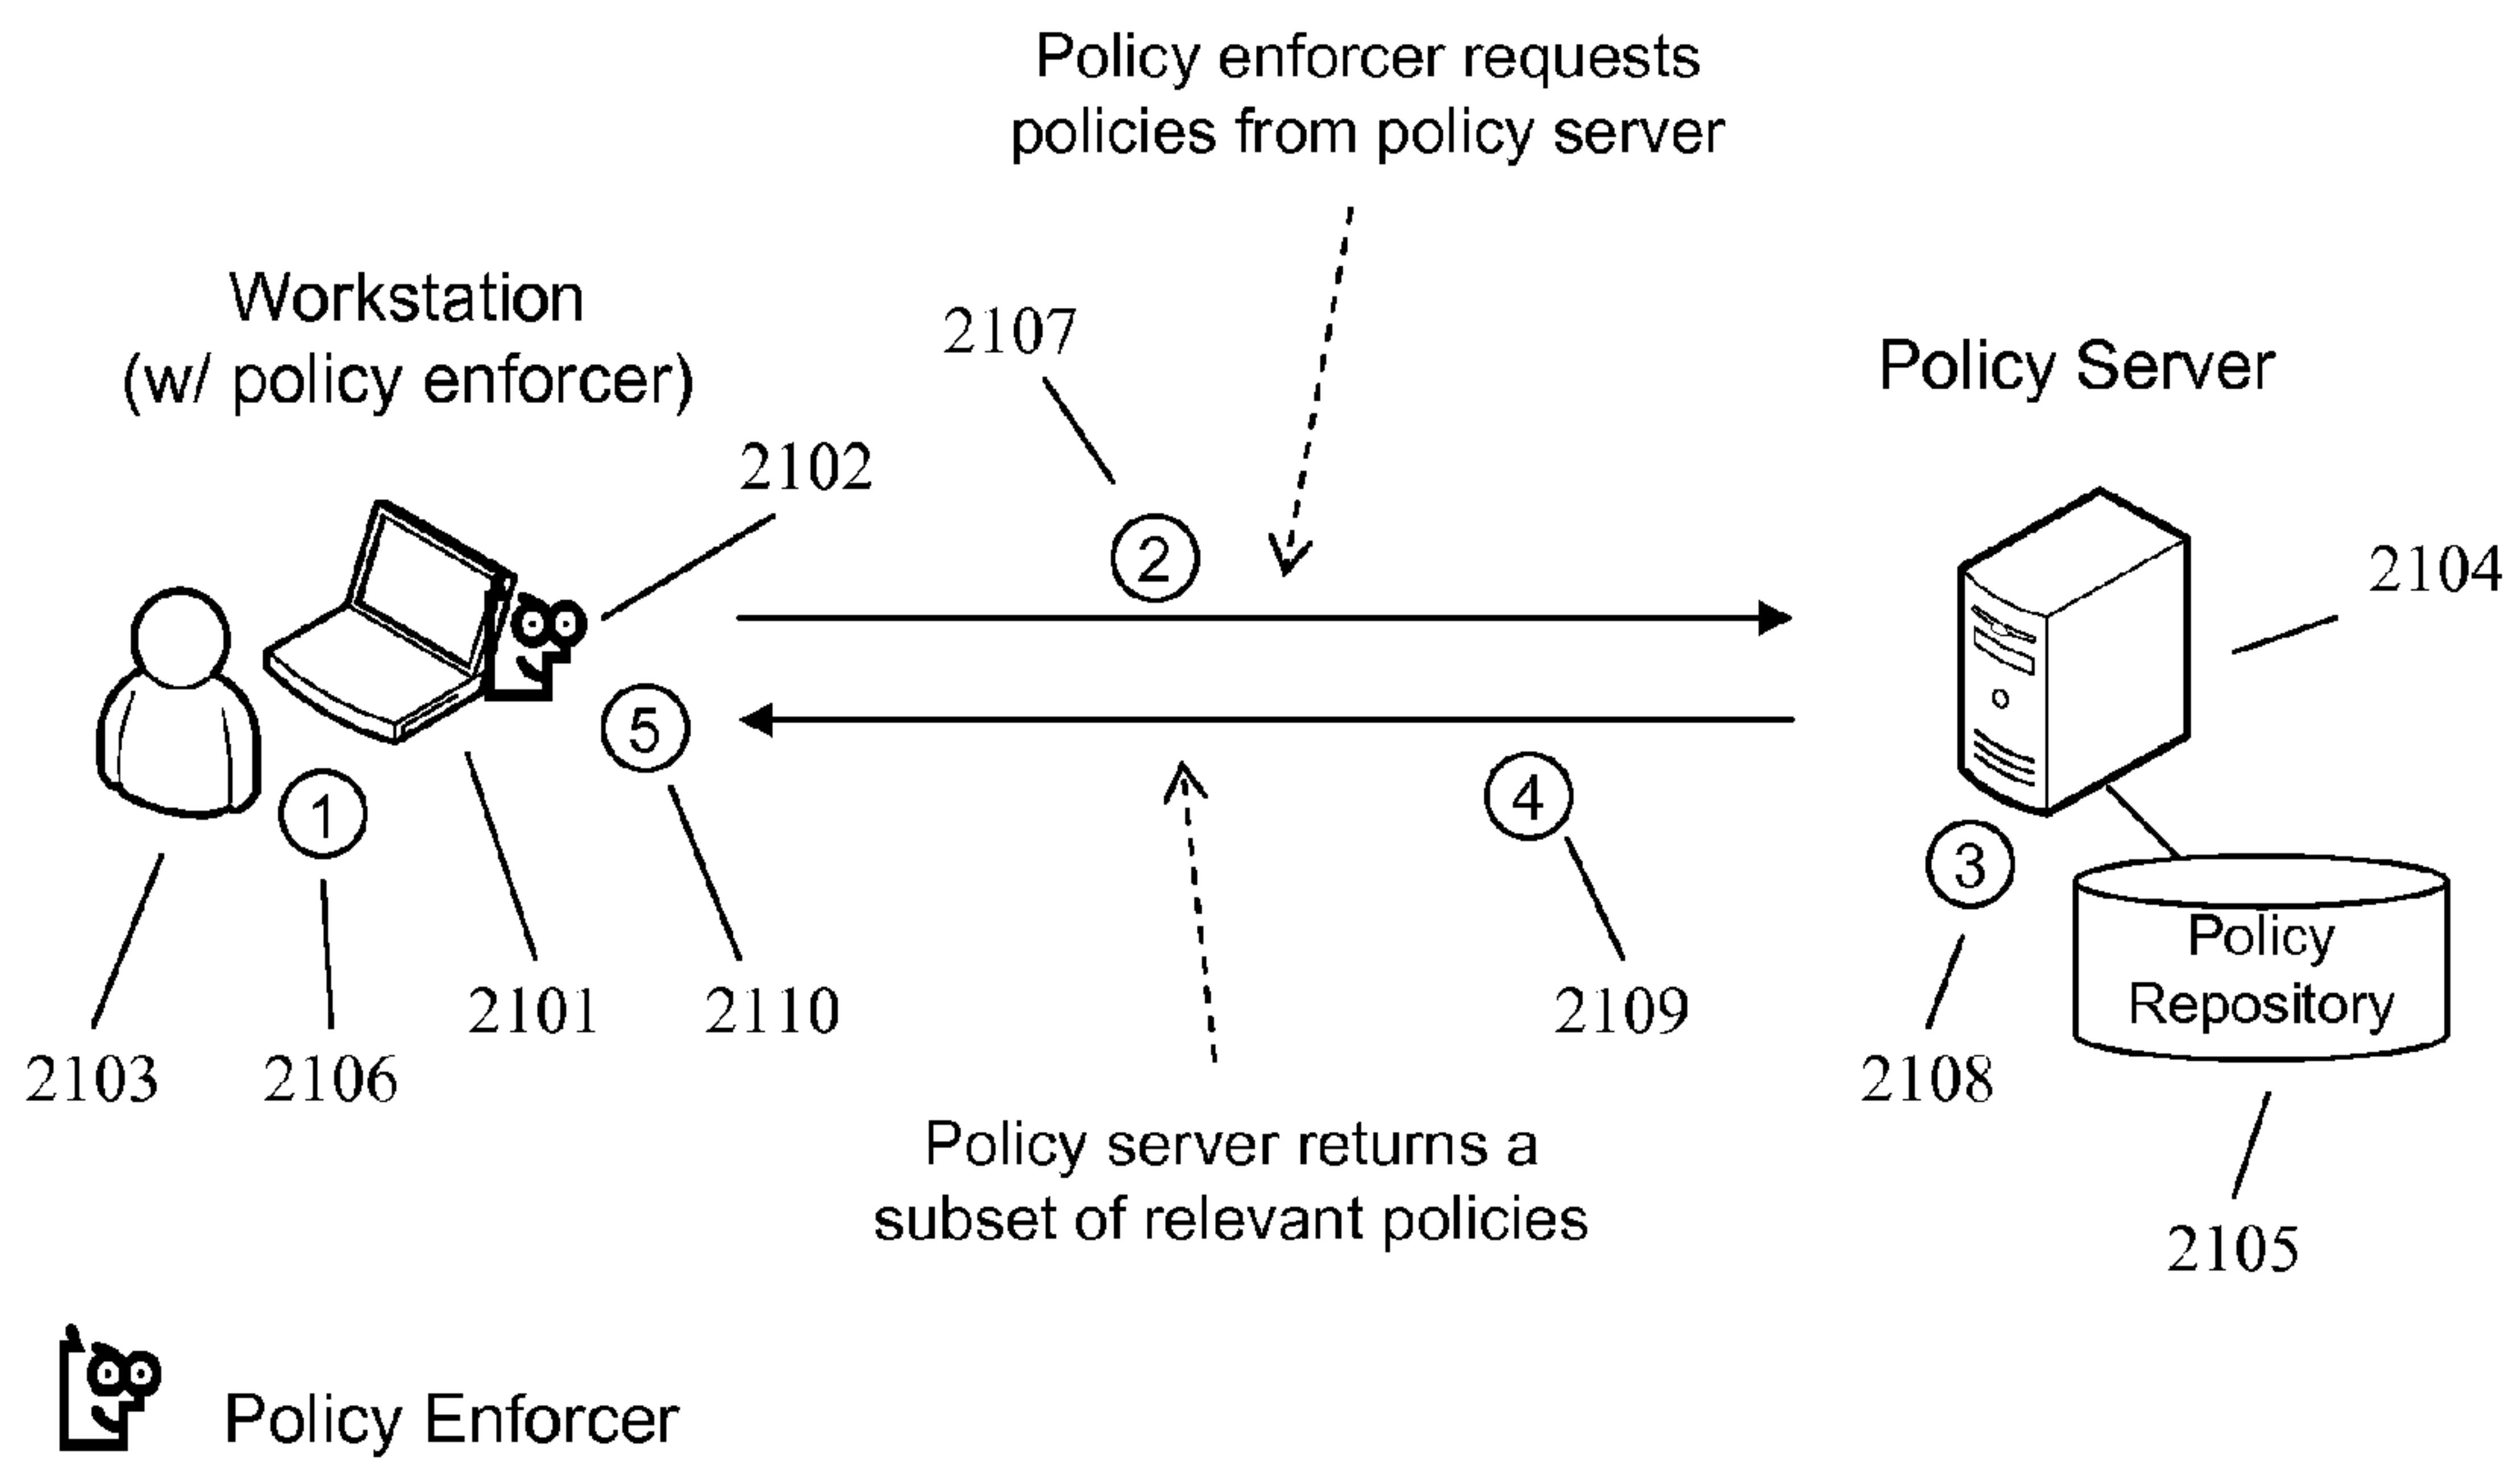 Policy enforcer requests
policies from policy server
Workstation
(w/ policy enforcer)
2107
Policy Server
2102
2
2104
5
4
1
3
Policy
Repository
2101
2110
2109
2103
2106
2108
Policy server returns a
subset of relevant policies
2105
Policy Enforcer